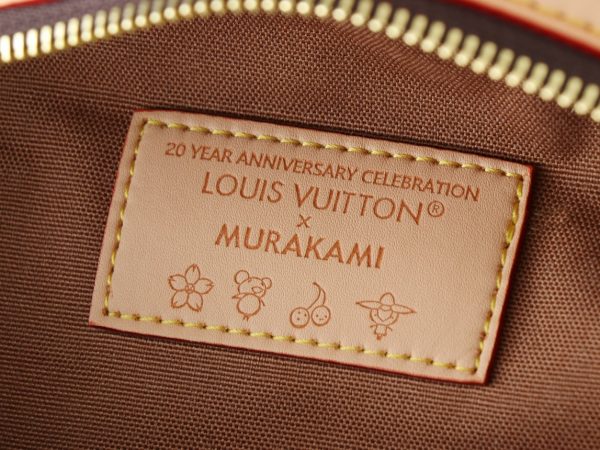 20 YEAR ANNIVERSARY CELEBRATION
LOUIS VUITTON®
x
MURAKAMI